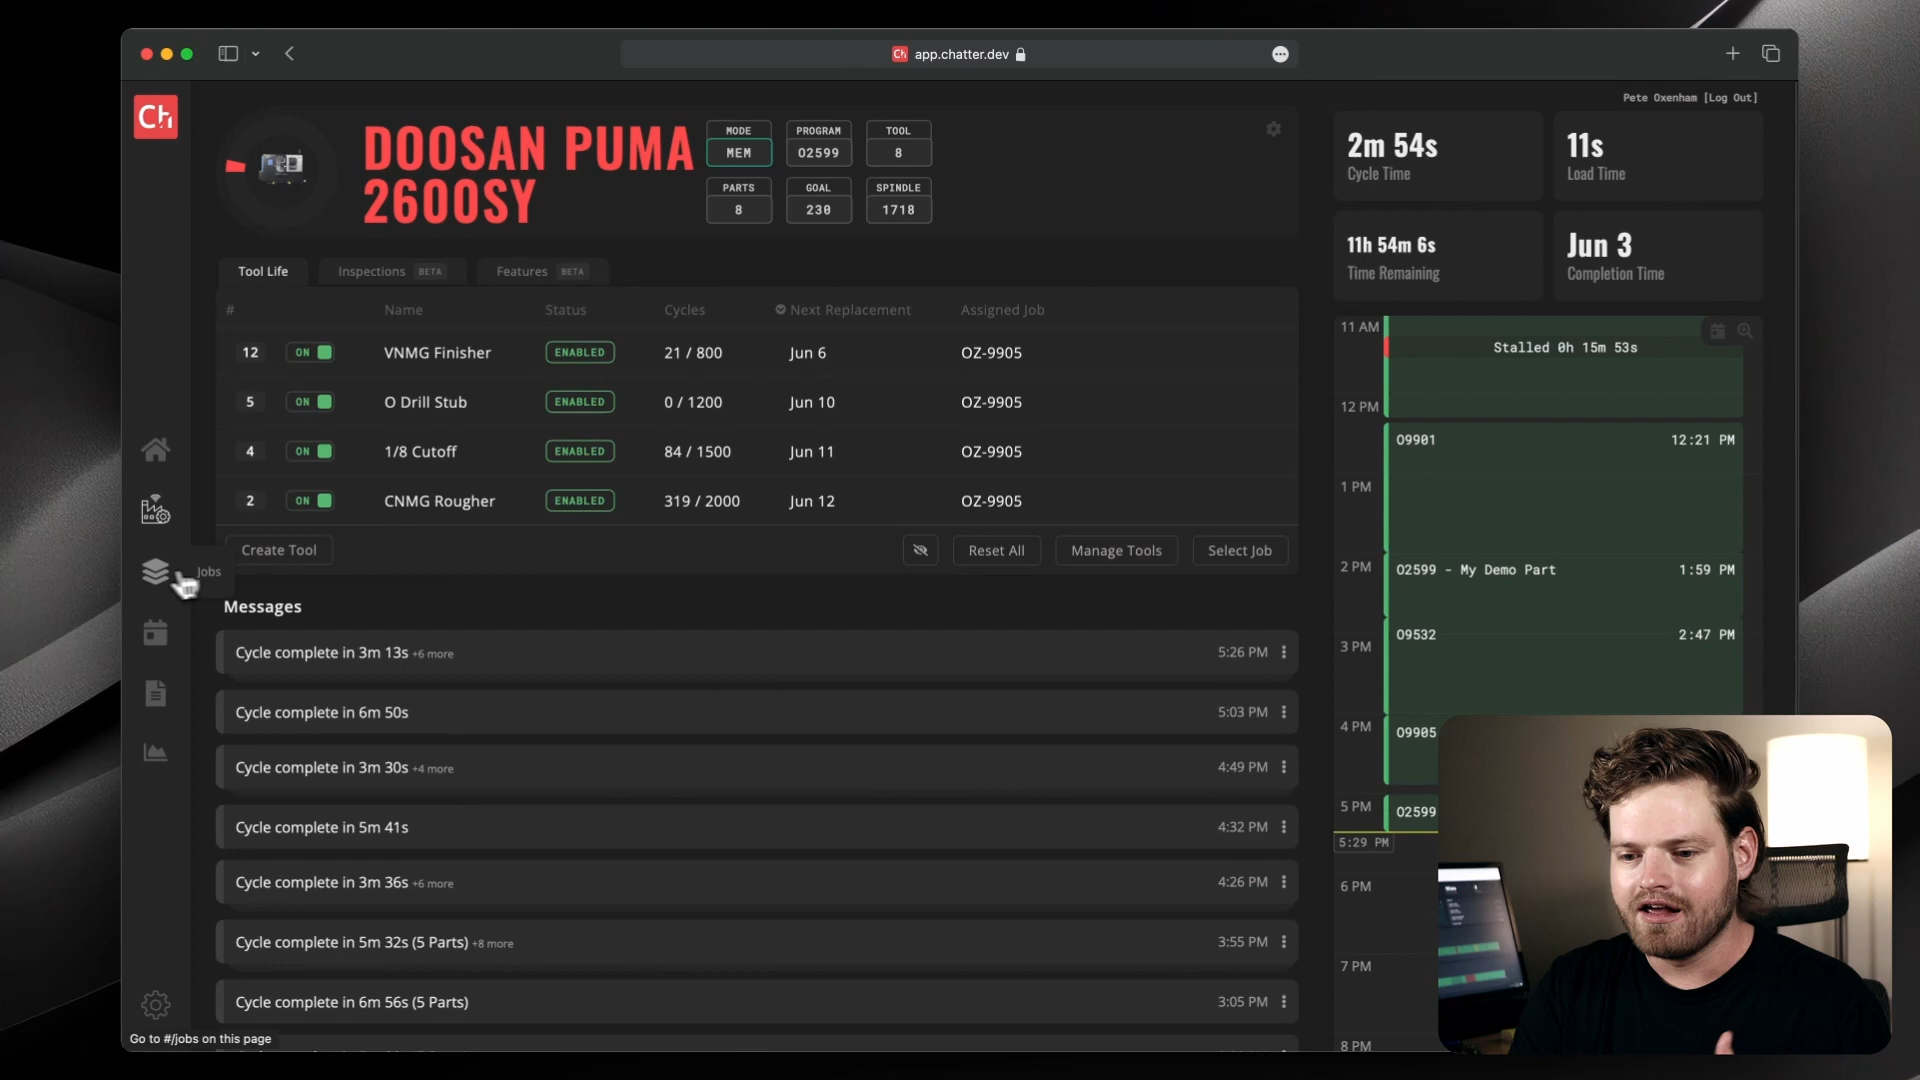 Ch app.chatter.dev
Ch
Pete Oxenham [Log Out]
DOOSAN PUMA
2600SY
MODE
MEM
PROGRAM
O2599
TOOL
8
PARTS
8
GOAL
230
SPINDLE
1718
2m 54s
Cycle Time
11s
Load Time
11h 54m 6s
Time Remaining
Jun 3
Completion Time
Tool Life
Inspections BETA
Features BETA
# Name Status Cycles Next Replacement Assigned Job
12 ON VNMG Finisher ENABLED 21 / 800 Jun 6 OZ-9905
5 ON O Drill Stub ENABLED 0 / 1200 Jun 10 OZ-9905
4 ON 1/8 Cutoff ENABLED 84 / 1500 Jun 11 OZ-9905
2 ON CNMG Rougher ENABLED 319 / 2000 Jun 12 OZ-9905
Create Tool
Reset All
Manage Tools
Select Job
Jobs
Messages
Cycle complete in 3m 13s +6 more 5:26 PM
Cycle complete in 6m 50s 5:03 PM
Cycle complete in 3m 30s +4 more 4:49 PM
Cycle complete in 5m 41s 4:32 PM
Cycle complete in 3m 36s +6 more 4:26 PM
Cycle complete in 5m 32s (5 Parts) +8 more 3:55 PM
Cycle complete in 6m 56s (5 Parts) 3:05 PM
Go to #/jobs on this page
11 AM
Stalled 0h 15m 53s
12 PM
O9901 12:21 PM
1 PM
2 PM
O2599 - My Demo Part 1:59 PM
O9532 2:47 PM
3 PM
4 PM
O9905
5 PM
O2599
5:29 PM
6 PM
7 PM
8 PM